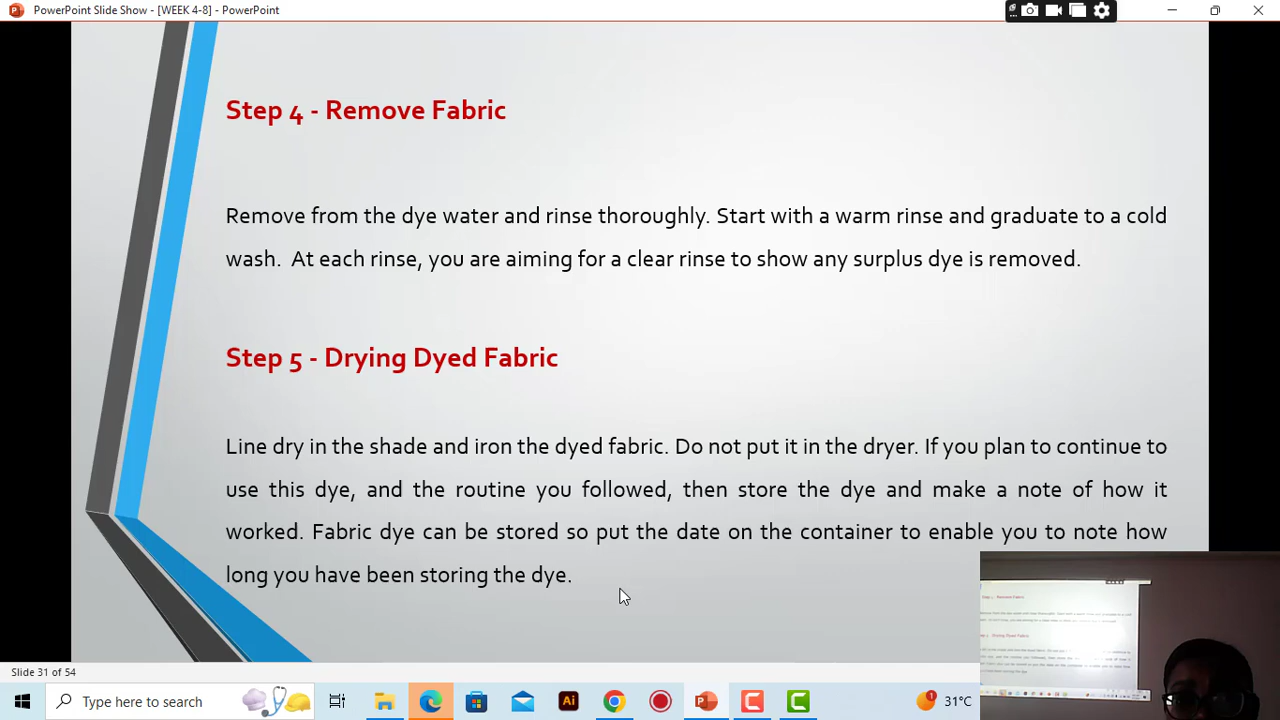 PowerPoint Slide Show - [WEEK 4-8] - PowerPoint
Step 4 - Remove Fabric
Remove from the dye water and rinse thoroughly. Start with a warm rinse and graduate to a cold
wash. At each rinse, you are aiming for a clear rinse to show any surplus dye is removed.
Step 5 - Drying Dyed Fabric
Line dry in the shade and iron the dyed fabric. Do not put it in the dryer. If you plan to continue to
use this dye, and the routine you followed, then store the dye and make a note of how it
worked. Fabric dye can be stored so put the date on the container to enable you to note how
long you have been storing the dye.
Slide 31 of 54
Type here to search
Ai
1
31°C